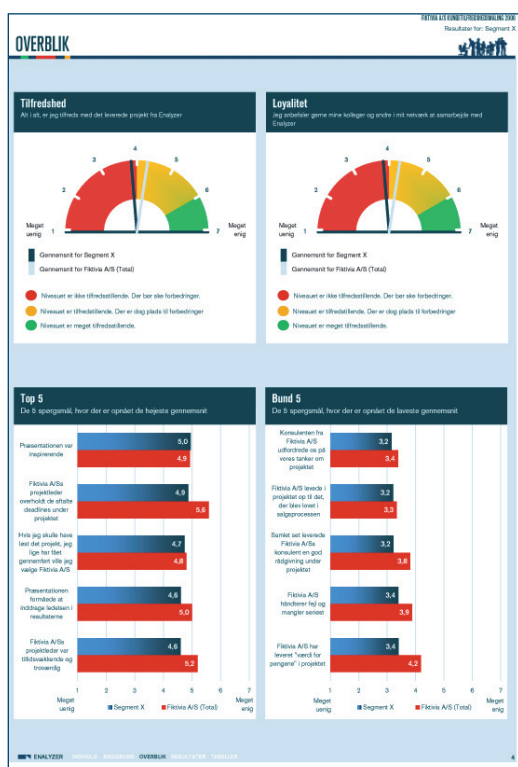 FIKTIVIA A/S KUNDETILFREDSHEDSMÅLING 2008
Resultater for: Segment X
OVERBLIK
Tilfredshed
Alt i alt, er jeg tilfreds med det leverede projekt fra Enalyzer
1
2
3
4
5
6
7
Meget
uenig
Meget
enig
Gennemsnit for Segment X
Gennemsnit for Fiktivia A/S (Total)
Niveauet er ikke tilfredsstillende. Der bør ske forbedringer.
Niveauet er tilfredstillende. Der er dog plads til forbedringer
Niveauet er meget tilfredsstillende.
Loyalitet
Jeg anbefaler gerne mine kolleger og andre i mit netværk at samarbejde med
Enalyzer
1
2
3
4
5
6
7
Meget
uenig
Meget
enig
Gennemsnit for Segment X
Gennemsnit for Fiktivia A/S (Total)
Niveauet er ikke tilfredsstillende. Der bør ske forbedringer.
Niveauet er tilfredstillende. Der er dog plads til forbedringer
Niveauet er meget tilfredsstillende.
Top 5
De 5 spørgsmål, hvor der er opnået de højeste gennemsnit
Præsentationen var
inspirerende
5,0
4,9
Fiktivia A/Ss
projektleder
overholdt de aftalte
deadlines under
projektet
4,9
5,6
Hvis jeg skulle have
løst det projekt, jeg
lige har fået
gennemført ville jeg
vælge Fiktivia A/S
4,7
4,8
Præsentationen
formåede at
inddrage ledelsen i
resultaterne
4,6
5,0
Fiktivia A/Ss
projektleder var
tillidsvækkende og
troværdig
4,6
5,2
1 2 3 4 5 6 7
Meget
uenig
Segment X
Fiktivia A/S (Total)
Meget
enig
Bund 5
De 5 spørgsmål, hvor der er opnået de laveste gennemsnit
Konsulenten fra
Fiktivia A/S
udfordrede os på
vores tanker om
projektet
3,2
3,4
Fiktivia A/S levede i
projektet op til det,
der blev lovet i
salgsprocessen
3,2
3,3
Samlet set leverede
Fiktivia A/Ss
konsulent en god
rådgivning under
projektet
3,2
3,8
Fiktivia A/S
håndterer fejl og
mangler seriøst
3,4
3,9
Fiktivia A/S har
leveret "værdi for
pengene" i projektet
3,4
4,2
1 2 3 4 5 6 7
Meget
uenig
Segment X
Fiktivia A/S (Total)
Meget
enig
ENALYZER INDHOLD BAGGRUND OVERBLIK RESULTATER TABELLER
4